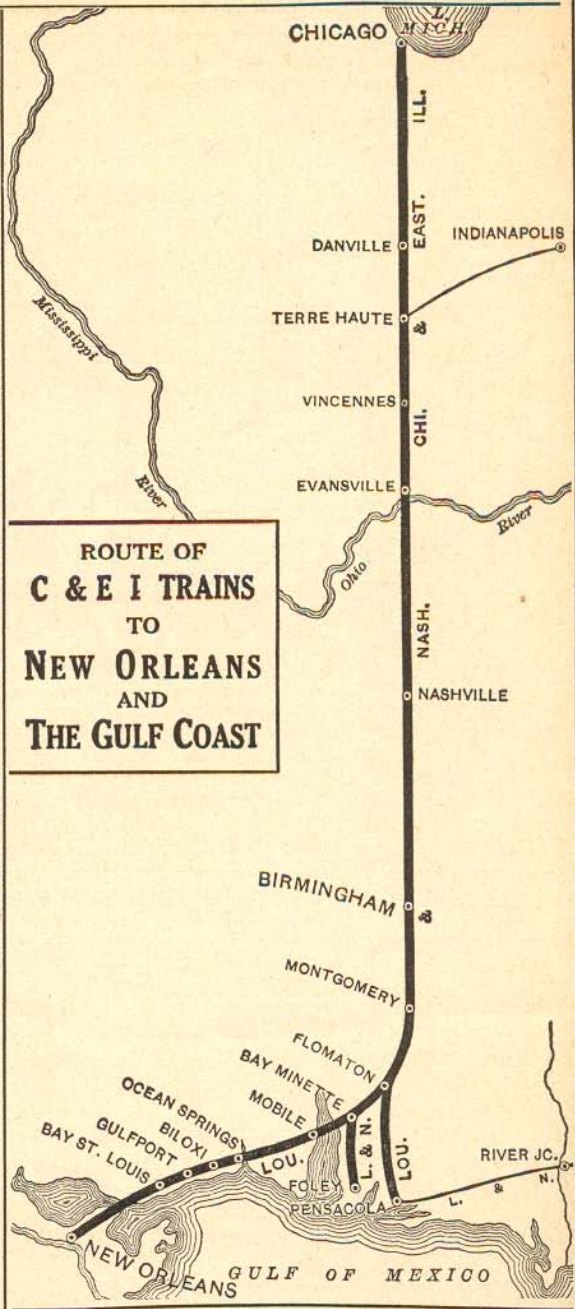 L.
MICH.
CHICAGO
ILL.
EAST.
DANVILLE
INDIANAPOLIS
TERRE HAUTE
&
Mississippi
VINCENNES
CHI.
River
EVANSVILLE
River
Ohio
ROUTE OF
C & E I TRAINS
TO
NEW ORLEANS
AND
THE GULF COAST
NASH.
NASHVILLE
BIRMINGHAM
&
MONTGOMERY
FLOMATON
BAY MINETTE
MOBILE
OCEAN SPRINGS
BILOXI
GULFPORT
BAY ST. LOUIS
LOU.
L. & N.
LOU.
RIVER JC.
FOLEY
PENSACOLA
L. & N.
NEW ORLEANS
GULF OF MEXICO